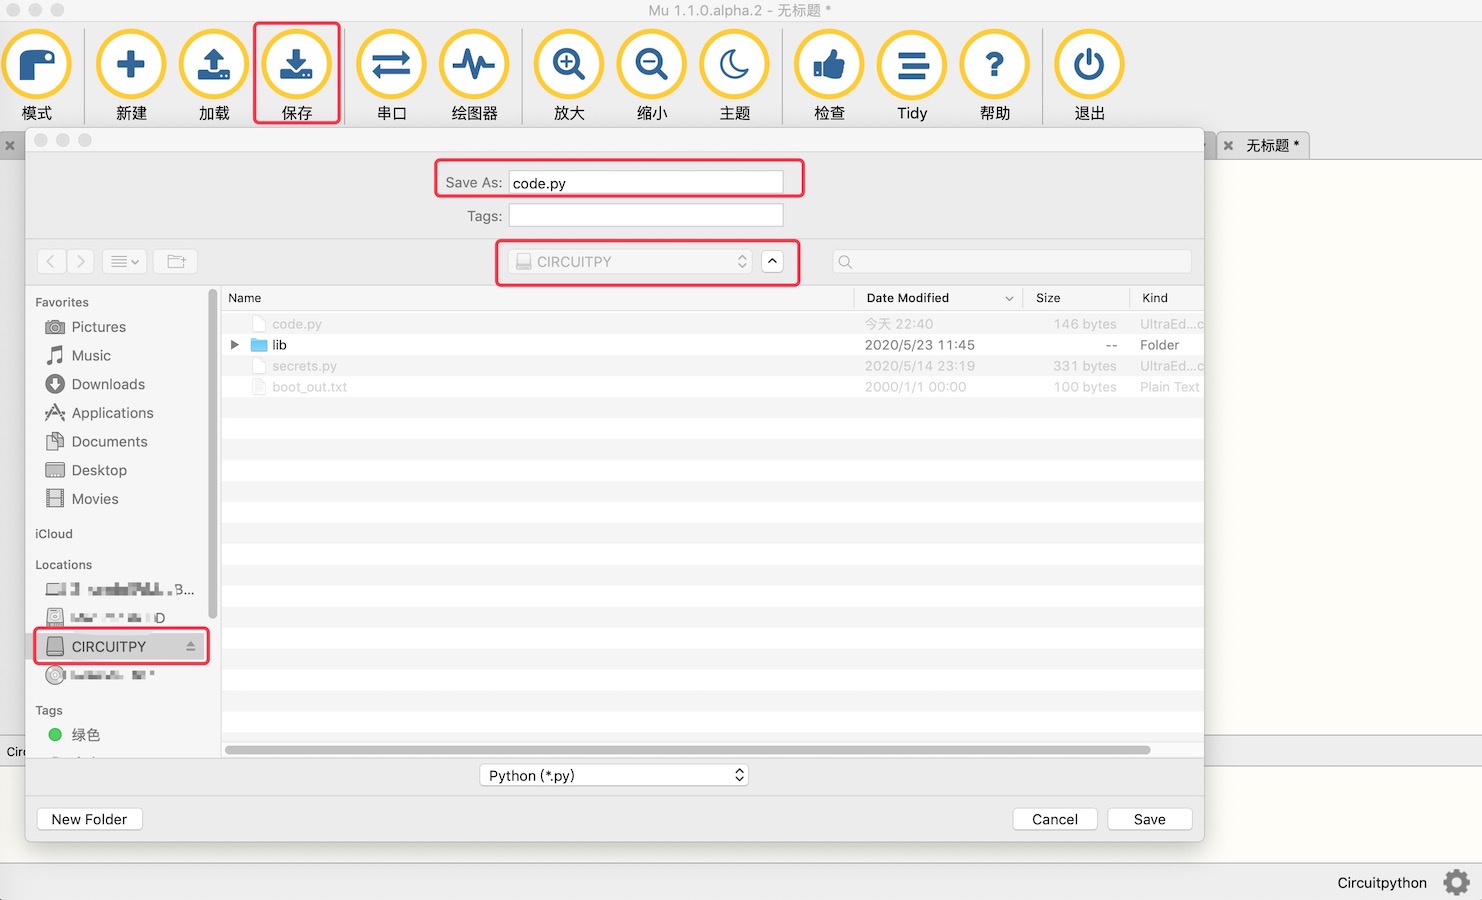 Mu 1.1.0.alpha.2 - 无标题 *
模式 新建 加载 保存 串口 绘图器 放大 缩小 主题 检查 Tidy 帮助 退出
无标题 *
Save As: code.py
Tags:
CIRCUITPY
Favorites
Pictures
Music
Downloads
Applications
Documents
Desktop
Movies
iCloud
Locations
B...
D
CIRCUITPY
Tags
绿色
Name Date Modified Size Kind
code.py 今天 22:40 146 bytes UltraEd...c
lib 2020/5/23 11:45 -- Folder
secrets.py 2020/5/14 23:19 331 bytes UltraEd...c
boot_out.txt 2000/1/1 00:00 100 bytes Plain Text
Circ
Python (*.py)
New Folder Cancel Save
Circuitpython